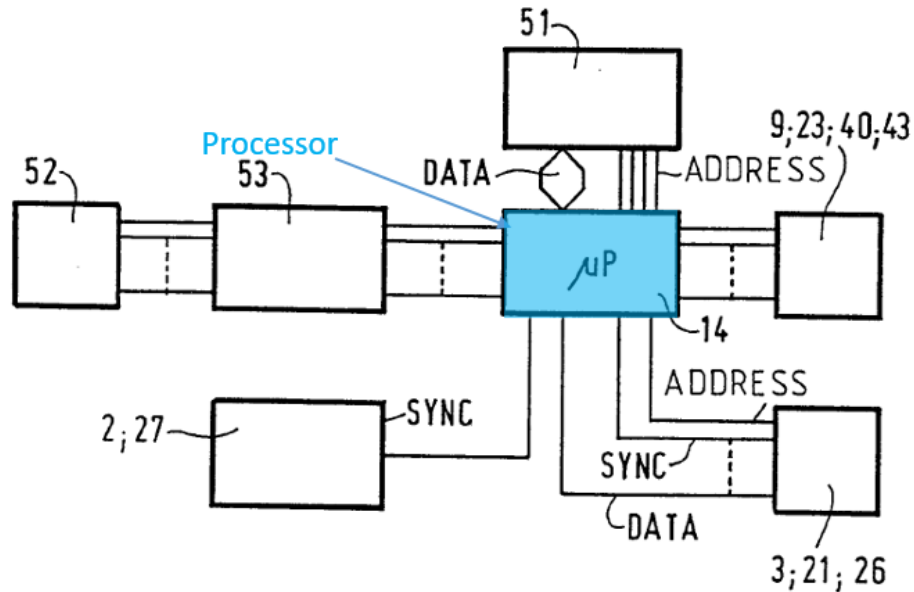 51
9;23;40;43
Processor
52
53
DATA
ADDRESS
µP
14
ADDRESS
2;27
SYNC
SYNC
DATA
3;21;26